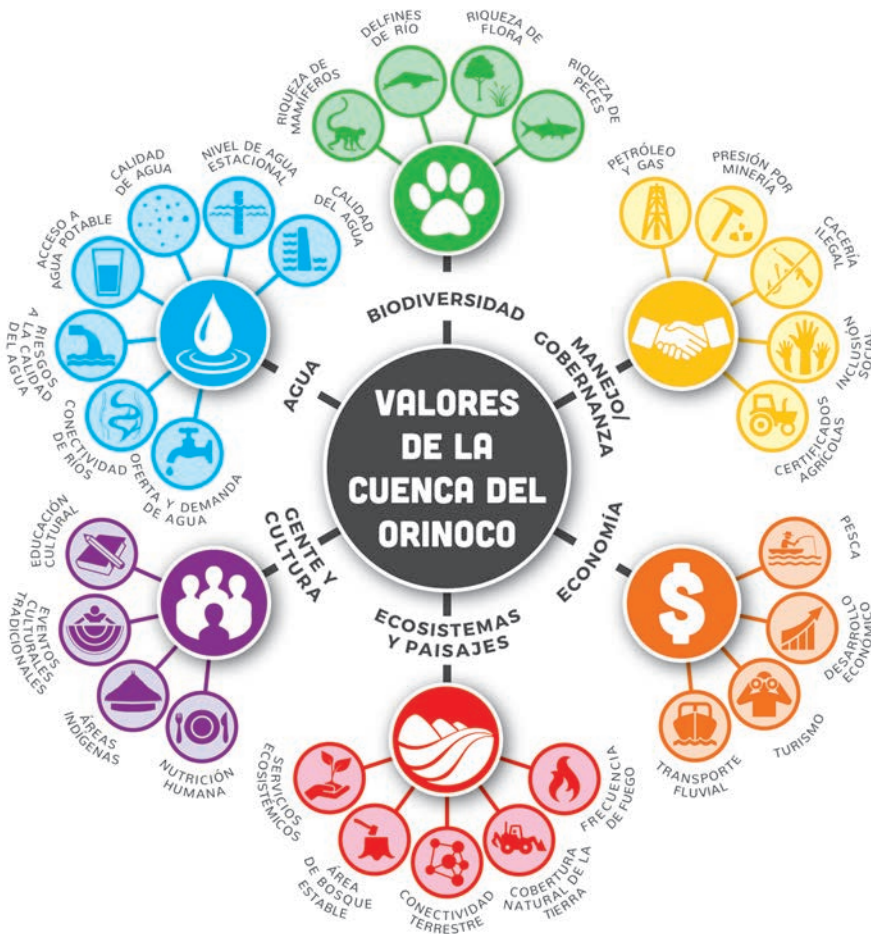 VALORES
DE LA
CUENCA DEL
ORINOCO
BIODIVERSIDAD
RIQUEZA DE
MAMÍFEROS
DELFINES
DE RÍO
RIQUEZA DE
FLORA
RIQUEZA DE
PECES
MANEJO/
GOBERNANZA
PETRÓLEO
Y GAS
PRESIÓN POR
MINERÍA
CACERÍA
ILEGAL
INCLUSIÓN
SOCIAL
CERTIFICADOS
AGRÍCOLAS
ECONOMÍA
PESCA
DESARROLLO
ECONÓMICO
TURISMO
TRANSPORTE
FLUVIAL
ECOSISTEMAS
Y PAISAJES
FRECUENCIA
DE FUEGO
COBERTURA
NATURAL DE LA
TIERRA
CONECTIVIDAD
TERRESTRE
ÁREA
DE BOSQUE
ESTABLE
SERVICIOS
ECOSISTÉMICOS
GENTE Y
CULTURA
NUTRICIÓN
HUMANA
ÁREAS
INDÍGENAS
EVENTOS
CULTURALES
TRADICIONALES
EDUCACIÓN
CULTURAL
AGUA
OFERTA Y DEMANDA
DE AGUA
CONECTIVIDAD
DE RÍOS
RIESGOS A
LA CALIDAD
DEL AGUA
ACCESO A
AGUA POTABLE
CALIDAD
DE AGUA
NIVEL DE AGUA
ESTACIONAL
CALIDAD
DEL AGUA
$